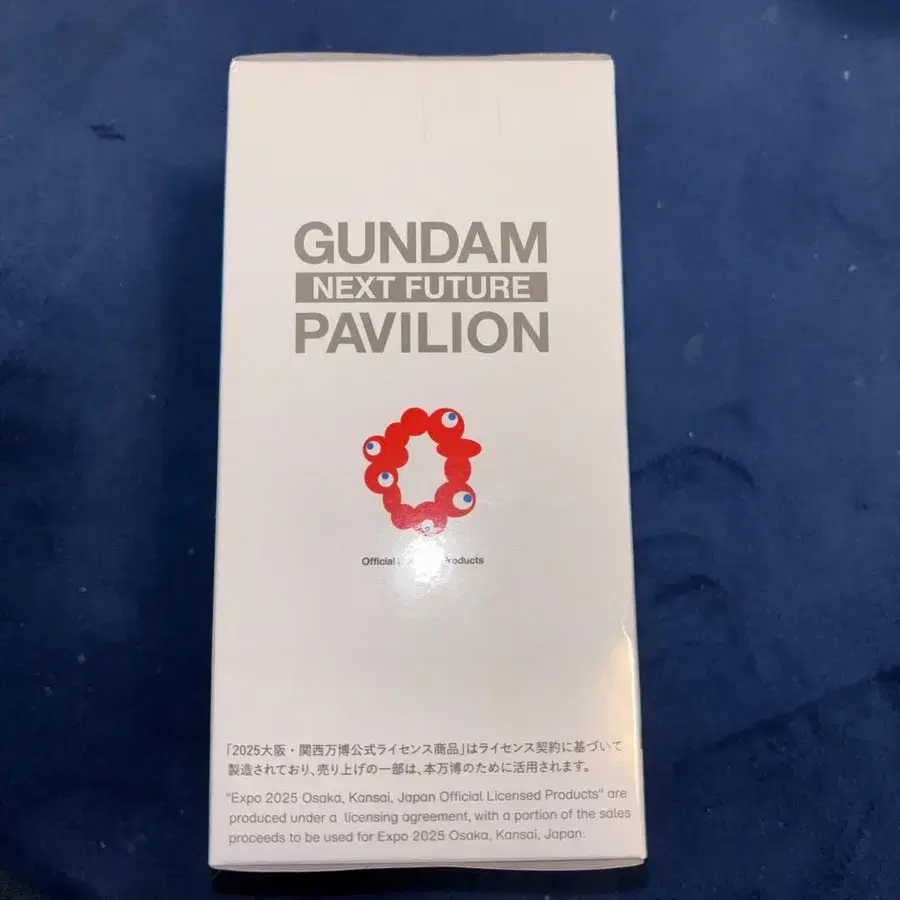 GUNDAM
NEXT FUTURE
PAVILION
Official Products
「2025大阪・関西万博公式ライセンス商品」はライセンス契約に基づいて
製造されており、売り上げの一部は、本万博のために活用されます。
"Expo 2025 Osaka, Kansai, Japan Official Licensed Products" are
produced under a licensing agreement, with a portion of the sales
proceeds to be used for Expo 2025 Osaka, Kansai, Japan.